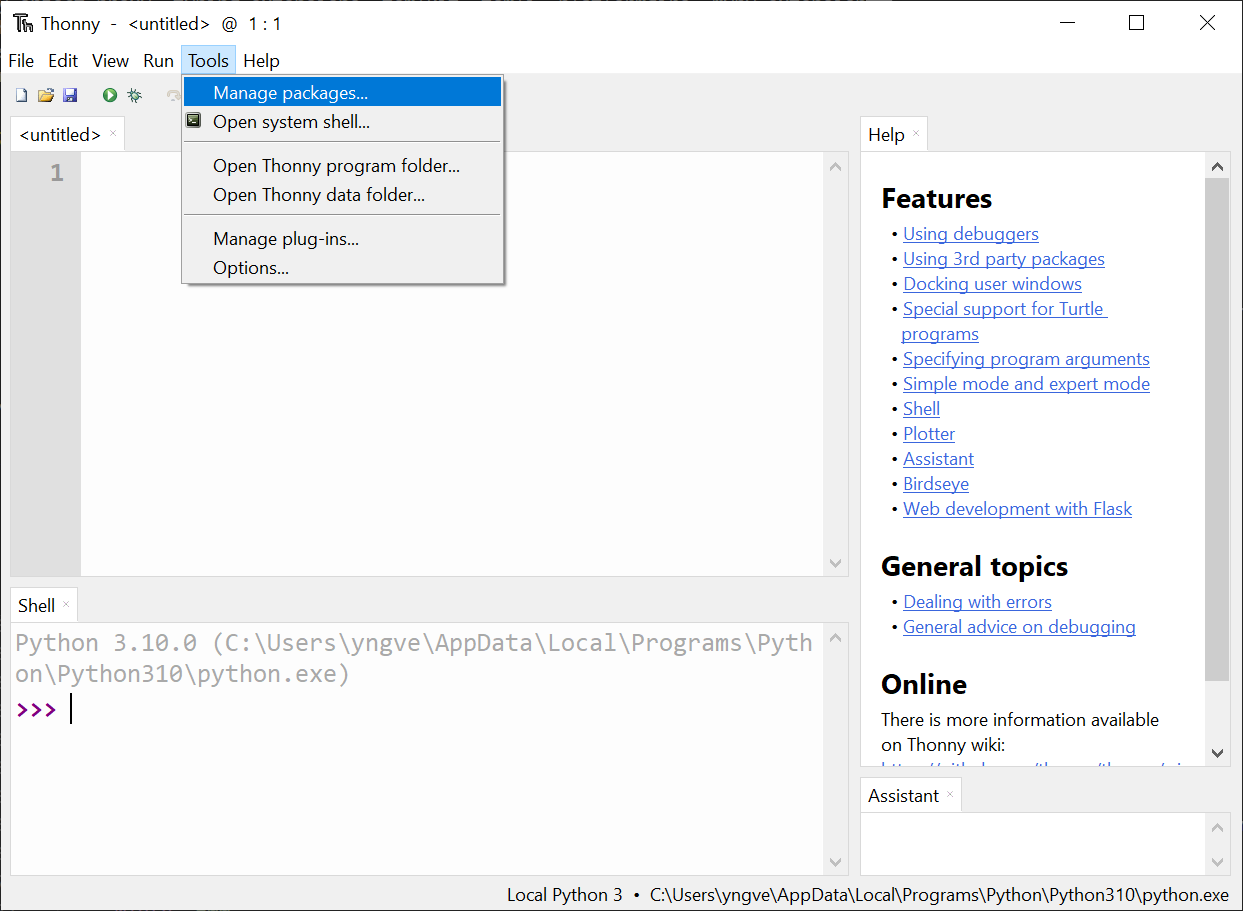 Thonny - <untitled> @ 1 : 1
File Edit View Run Tools Help
Manage packages...
Open system shell...
Open Thonny program folder...
Open Thonny data folder...
Manage plug-ins...
Options...
<untitled> ×
1
Shell ×
Python 3.10.0 (C:\Users\yngve\AppData\Local\Programs\Pyth
on\Python310\python.exe)
>>>
Help ×
Features
• Using debuggers
• Using 3rd party packages
• Docking user windows
• Special support for Turtle
programs
• Specifying program arguments
• Simple mode and expert mode
• Shell
• Plotter
• Assistant
• Birdseye
• Web development with Flask
General topics
• Dealing with errors
• General advice on debugging
Online
There is more information available
on Thonny wiki:
Assistant ×
Local Python 3 • C:\Users\yngve\AppData\Local\Programs\Python\Python310\python.exe